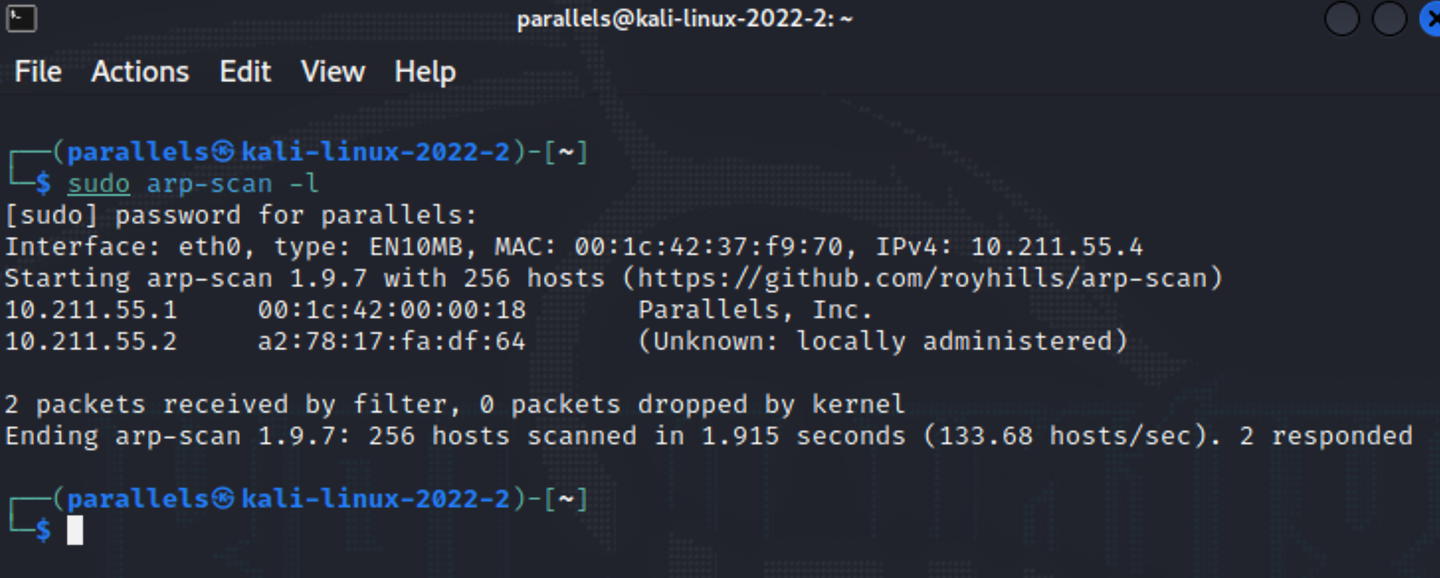 parallels@kali-linux-2022-2: ~
File Actions Edit View Help
┌──(parallels㉿kali-linux-2022-2)-[~]
└─$ sudo arp-scan -l
[sudo] password for parallels:
Interface: eth0, type: EN10MB, MAC: 00:1c:42:37:f9:70, IPv4: 10.211.55.4
Starting arp-scan 1.9.7 with 256 hosts (https://github.com/royhills/arp-scan)
10.211.55.1     00:1c:42:00:00:18       Parallels, Inc.
10.211.55.2     a2:78:17:fa:df:64       (Unknown: locally administered)
2 packets received by filter, 0 packets dropped by kernel
Ending arp-scan 1.9.7: 256 hosts scanned in 1.915 seconds (133.68 hosts/sec). 2 responded
┌──(parallels㉿kali-linux-2022-2)-[~]
└─$